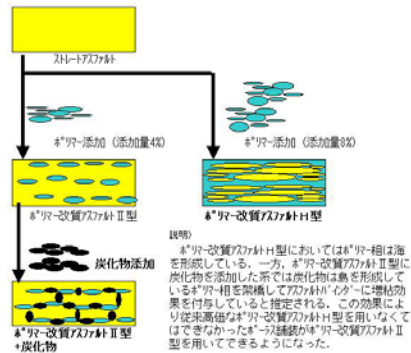 ストレートアスファルト
ポリマー添加（添加量4%）
ポリマー添加（添加量8%）
ポリマー改質アスファルトⅡ型
ポリマー改質アスファルトH型
炭化物添加
ポリマー改質アスファルトⅡ型
+炭化物
説明)
ポリマー改質アスファルトH型においてはポリマー相は海
を形成している．一方，ポリマー改質アスファルトⅡ型に
炭化物を添加した系では炭化物は島を形成して
いるポリマー相を架橋してアスファルトバインダーに増粘効
果を付与していると推定される．この効果によ
り従来高価なポリマー改質アスファルトH型を用いなくて
はできなかったポーラス舗装がポリマー改質アスファルトⅡ
型を用いてできるようになった．